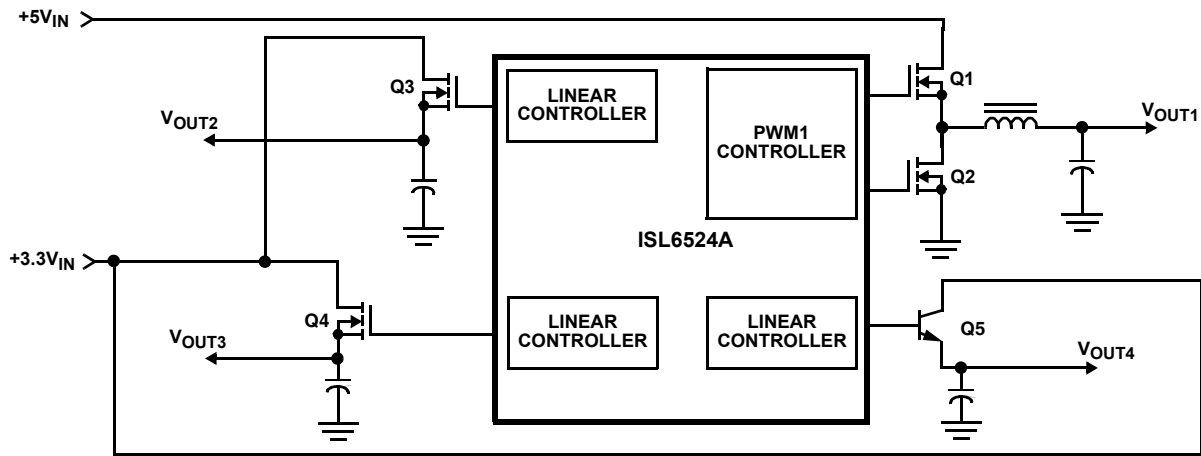 +5VIN
Q3
LINEAR
CONTROLLER
PWM1
CONTROLLER
Q1
VOUT1
VOUT2
Q2
ISL6524A
+3.3VIN
Q4
LINEAR
CONTROLLER
LINEAR
CONTROLLER
Q5
VOUT3
VOUT4